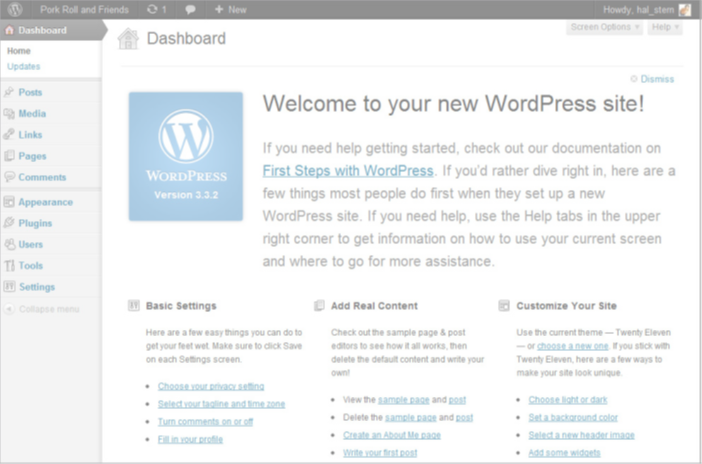 Pork Roll and Friends 1 + New Howdy, hal_stem
Dashboard
Home
Updates
Posts
Media
Links
Pages
Comments
Appearance
Plugins
Users
Tools
Settings
Collapse menu
Screen Options Help
Dashboard
Dismiss
WORDPRESS
Version 3.3.2
Welcome to your new WordPress site!
If you need help getting started, check out our documentation on
First Steps with WordPress. If you'd rather dive right in, here are a
few things most people do first when they set up a new
WordPress site. If you need help, use the Help tabs in the upper
right corner to get information on how to use your current screen
and where to go for more assistance.
Basic Settings
Here are a few easy things you can do to
get your feet wet. Make sure to click Save
on each Settings screen.
• Choose your privacy setting
• Select your tagline and time zone
• Turn comments on or off
• Fill in your profile
Add Real Content
Check out the sample page & post
editors to see how it all works, then
delete the default content and write your
own!
• View the sample page and post
• Delete the sample page and post
• Create an About Me page
• Write your first post
Customize Your Site
Use the current theme — Twenty Eleven
— or choose a new one. If you stick with
Twenty Eleven, here are a few ways to
make your site look unique.
• Choose light or dark
• Set a background color
• Select a new header image
• Add some widgets